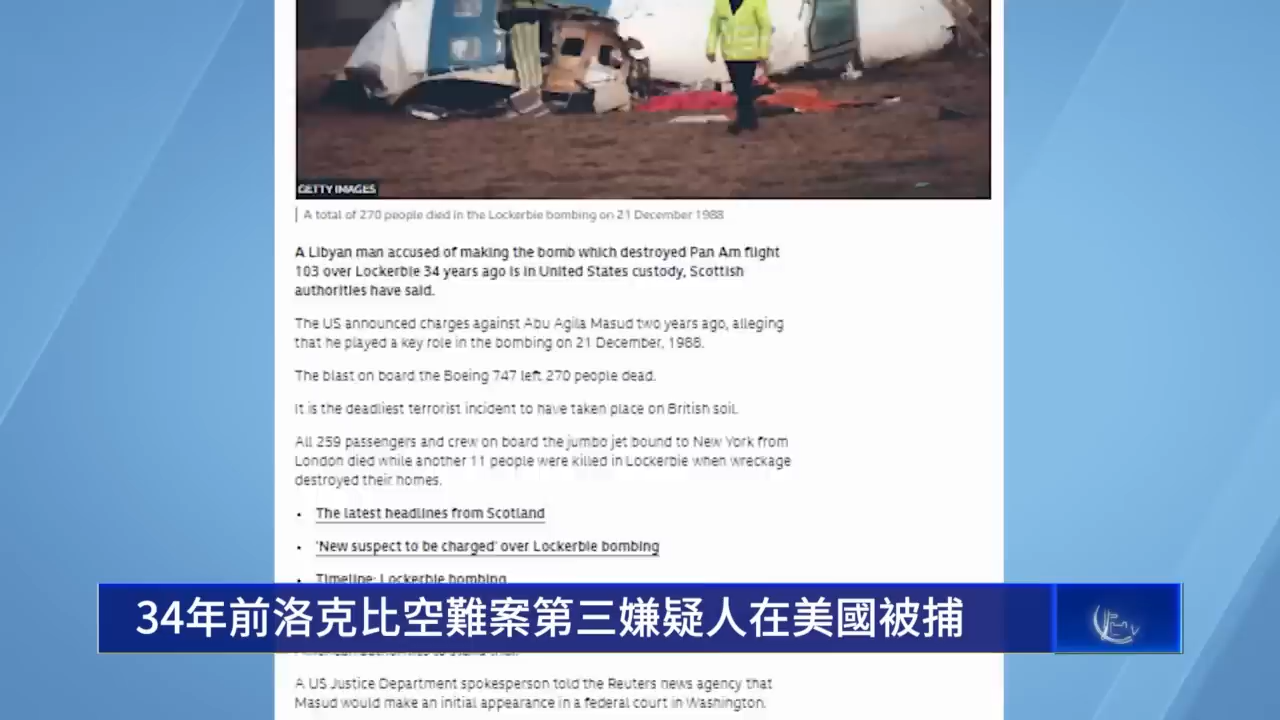 GETTY IMAGES
A total of 270 people died in the Lockerbie bombing on 21 December 1988
A Libyan man accused of making the bomb which destroyed Pan Am flight
103 over Lockerbie 34 years ago is in United States custody, Scottish
authorities have said.
The US announced charges against Abu Agila Masud two years ago, alleging
that he played a key role in the bombing on 21 December, 1988.
The blast on board the Boeing 747 left 270 people dead.
It is the deadliest terrorist incident to have taken place on British soil.
All 259 passengers and crew on board the jumbo jet bound to New York from
London died while another 11 people were killed in Lockerbie when wreckage
destroyed their homes.
• The latest headlines from Scotland
• 'New suspect to be charged' over Lockerbie bombing
• Timeline: Lockerbie bombing
34年前洛克比空難案第三嫌疑人在美國被捕
A US Justice Department spokesperson told the Reuters news agency that
Masud would make an initial appearance in a federal court in Washington.